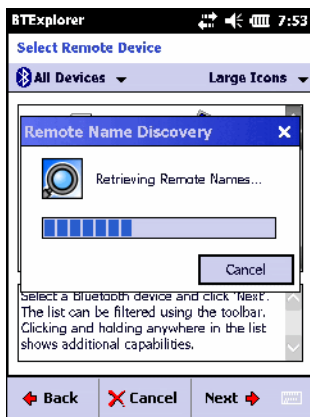 BTExplorer 7:53
Select Remote Device
All Devices Large Icons
Remote Name Discovery
Retrieving Remote Names...
Cancel
Select a Bluetooth device and click 'Next'.
The list can be filtered using the toolbar.
Clicking and holding anywhere in the list
shows additional capabilities.
Back Cancel Next